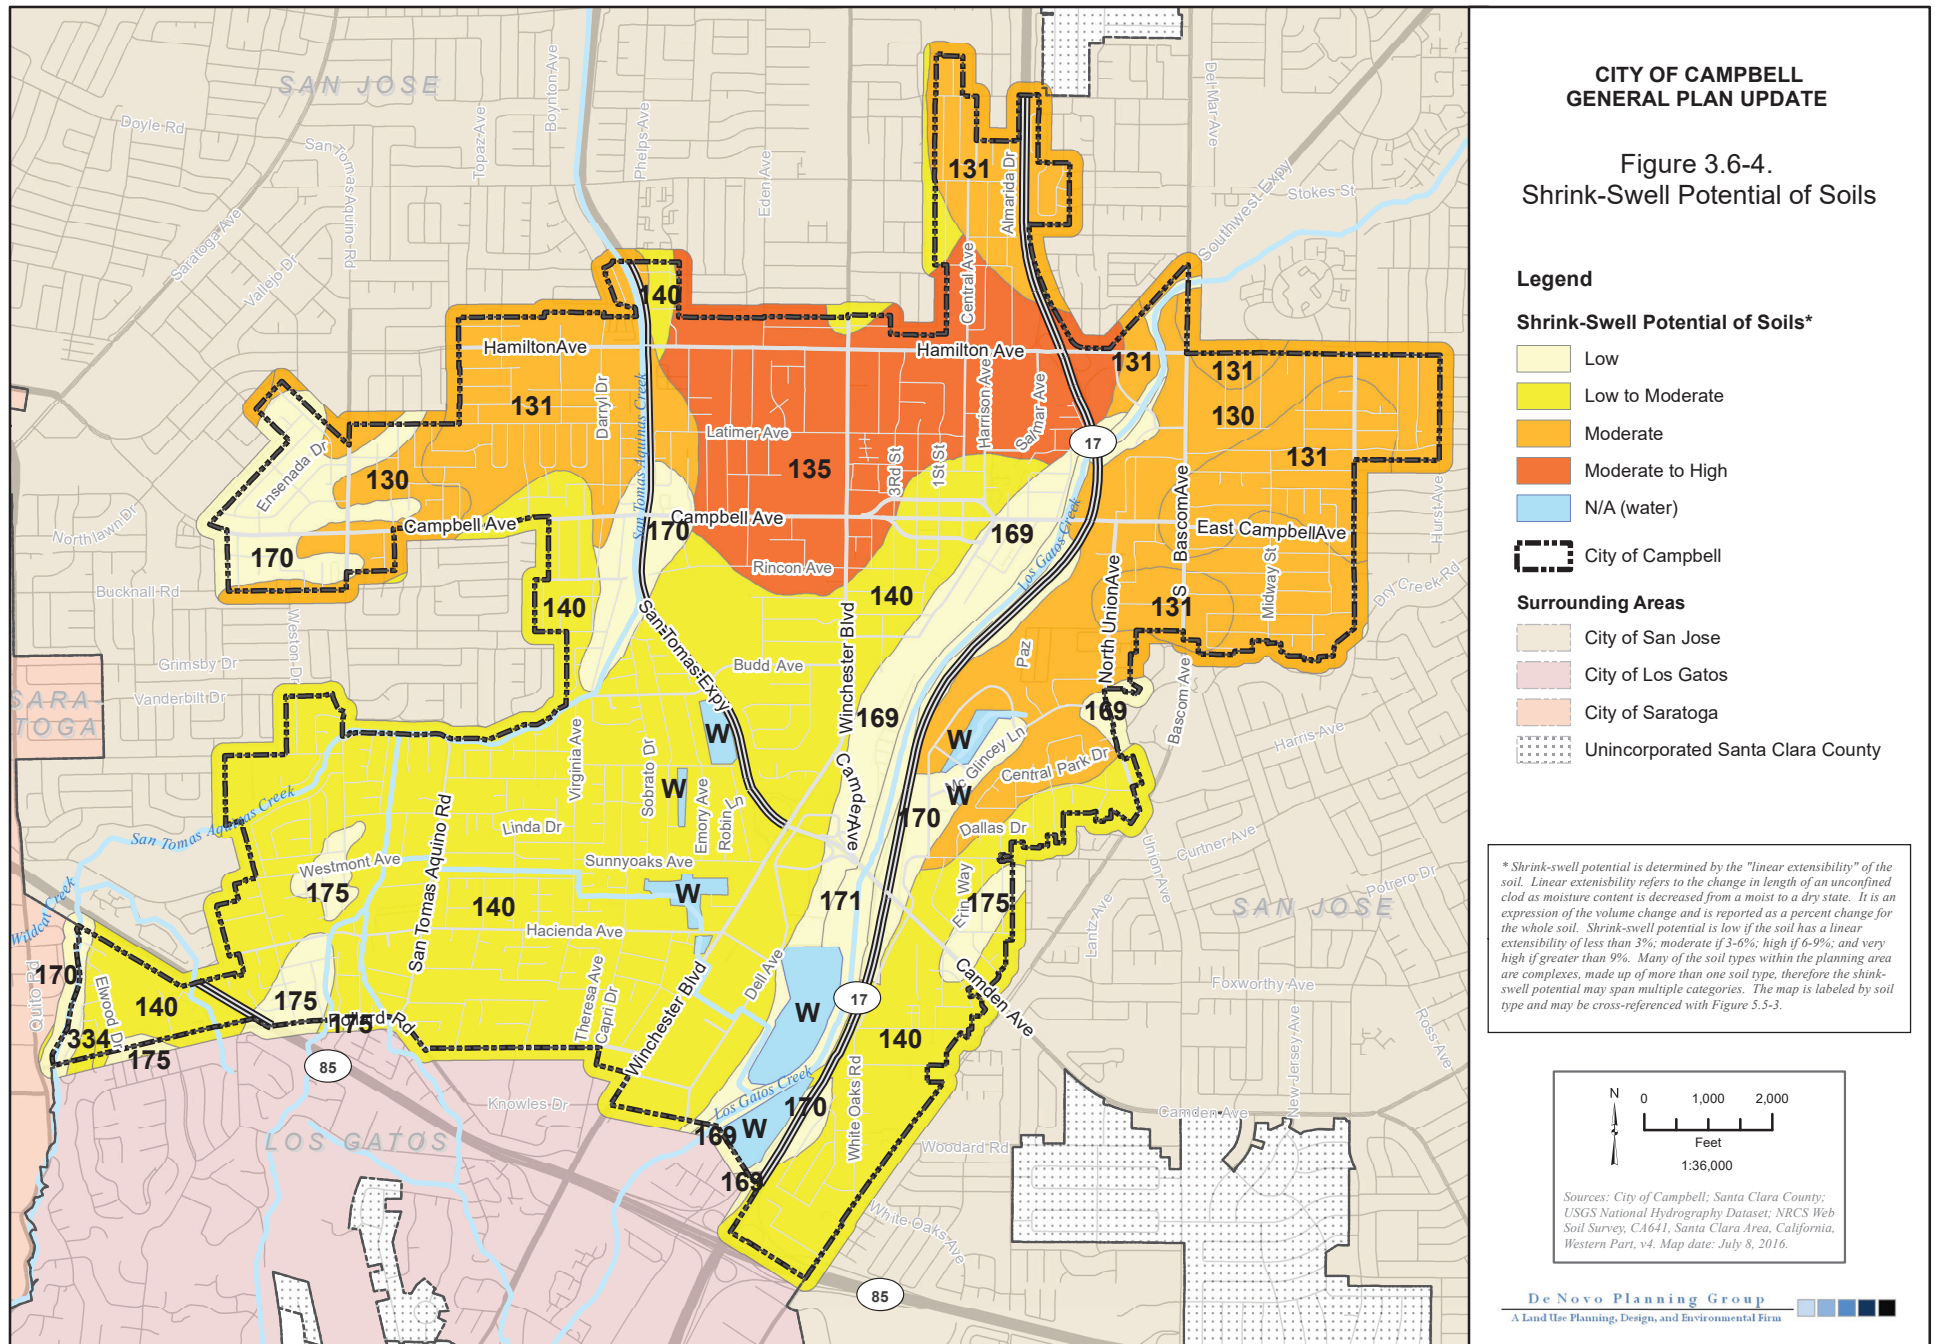 CITY OF CAMPBELL
GENERAL PLAN UPDATE
Figure 3.6-4.
Shrink-Swell Potential of Soils
Legend
Shrink-Swell Potential of Soils*
Low
Low to Moderate
Moderate
Moderate to High
N/A (water)
City of Campbell
Surrounding Areas
City of San Jose
City of Los Gatos
City of Saratoga
Unincorporated Santa Clara County
* Shrink-swell potential is determined by the "linear extensibility" of the
soil. Linear extenisbility refers to the change in length of an unconfined
clod as moisture content is decreased from a moist to a dry state. It is an
expression of the volume change and is reported as a percent change for
the whole soil. Shrink-swell potential is low if the soil has a linear
extensibility of less than 3%; moderate if 3-6%; high if 6-9%; and very
high if greater than 9%. Many of the soil types within the planning area
are complexes, made up of more than one soil type, therefore the shink-
swell potential may span multiple categories. The map is labeled by soil
type and may be cross-referenced with Figure 5.5-3.
N
0 1,000 2,000
Feet
1:36,000
Sources: City of Campbell; Santa Clara County;
USGS National Hydrography Dataset; NRCS Web
Soil Survey, CA641, Santa Clara Area, California,
Western Part, v4. Map date: July 8, 2016.
De Novo Planning Group
A Land Use Planning, Design, and Environmental Firm
SAN JOSE
Doyle Rd
San Tomas Aquino Rd
Topaz Ave
Boynton Ave
Phelps Ave
Eden Ave
Del Mar Ave
Southwest Expy
Stokes St
Saratoga Ave
Vallejo Dr
131
Almarida Dr
Central Ave
140
Hamilton Ave
Hamilton Ave
131
131
130
131
Darryl Dr
131
San Tomas Aquinas Creek
Latimer Ave
Harrison Ave
Salmar Ave
17
Ensenada Dr
130
135
3Rd St
1St St
S Bascom Ave
Hurst Ave
Northlawn Dr
Campbell Ave
Campbell Ave
170
169
East Campbell Ave
San Tomas Aquinas Creek
Los Gatos Creek
170
Rincon Ave
North Union Ave
Midway St
Dry Creek Rd
Bucknall Rd
140
140
131
Weston Dr
San Tomas Expy
Winchester Blvd
Paz
Grimsby Dr
Budd Ave
Vanderbilt Dr
SARA-
TOGA
169
169
Bascom Ave
Harris Ave
Virginia Ave
Sobrato Dr
W
W
Mc Glincey Ln
Central Park Dr
W
W
Emory Ave
Robin Ln
Camden Ave
San Tomas Aquinas Creek
170
San Tomas Aquino Rd
Linda Dr
Dallas Dr
Union Ave
Curtner Ave
Westmont Ave
Sunnyoaks Ave
175
140
W
171
Erin Way
175
Potrero Dr
SAN JOSE
Lantz Ave
Wildcat Creek
Hacienda Ave
170
Quito Rd
Elwood Dr
140
175
Theresa Ave
Capri Dr
Winchester Blvd
Dell Ave
Camden Ave
Foxworthy Ave
17
W
Pollard Rd
175
334
175
140
Ross Ave
New Jersey Ave
85
Los Gatos Creek
White Oaks Rd
Knowles Dr
LOS GATOS
170
169
W
Camden Ave
Woodard Rd
169
White Oaks Ave
85